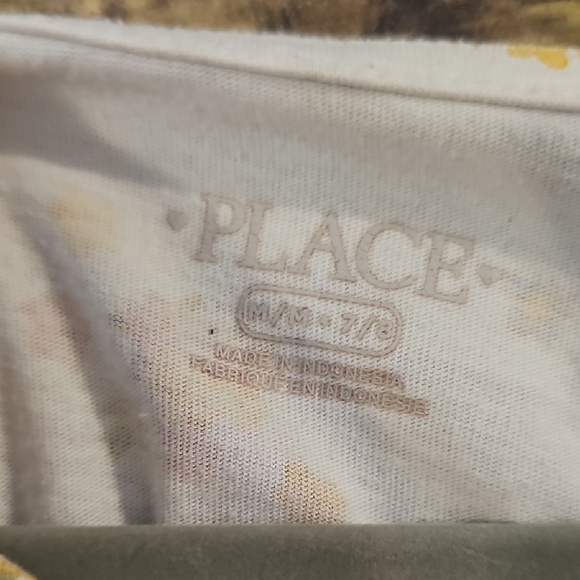 PLACE
M/M • 7/8
MADE IN INDONESIA
FABRIQUÉ EN INDONÉSIE